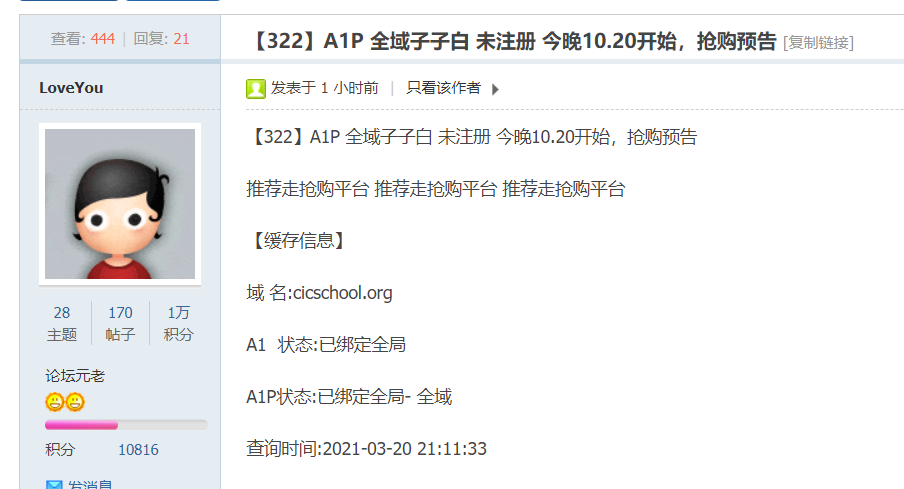 查看: 444 | 回复: 21
【322】A1P 全域子子白 未注册 今晚10.20开始，抢购预告 [复制链接]
LoveYou
发表于 1 小时前 | 只看该作者
【322】A1P 全域子子白 未注册 今晚10.20开始，抢购预告
推荐走抢购平台 推荐走抢购平台 推荐走抢购平台
【缓存信息】
域 名:cicschool.org
A1 状态:已绑定全局
A1P状态:已绑定全局- 全域
查询时间:2021-03-20 21:11:33
28 170 1万
主题 帖子 积分
论坛元老
积分 10816
发消息